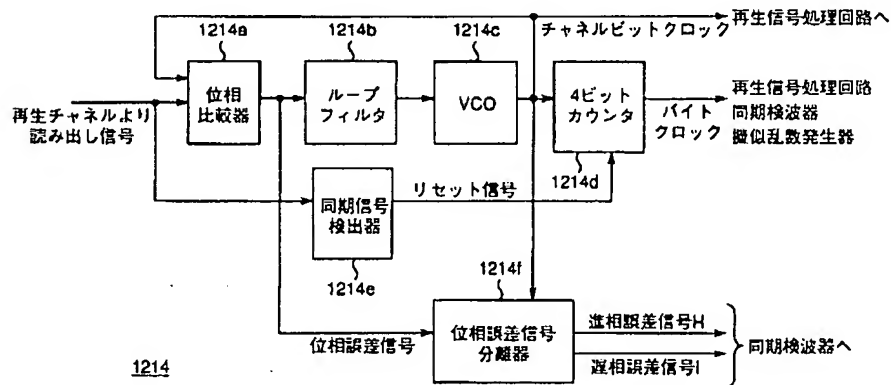 1214a
1214b
1214c
チャネルビットクロック
再生信号処理回路へ
再生チャネルより
読み出し信号
位相
比較器
ループ
フィルタ
VCO
4ビット
カウンタ
バイト
クロック
再生信号処理回路
同期検波器
擬似乱数発生器
1214d
同期信号
検出器
リセット信号
1214e
1214f
位相誤差信号
位相誤差信号
分離器
進相誤差信号H
遅相誤差信号I
同期検波器へ
1214